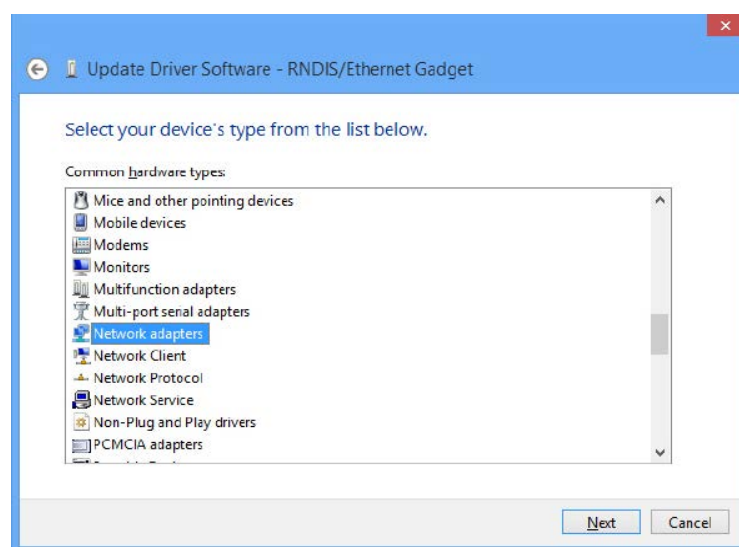 Update Driver Software - RNDIS/Ethernet Gadget
Select your device's type from the list below.
Common hardware types:
Mice and other pointing devices
Mobile devices
Modems
Monitors
Multifunction adapters
Multi-port serial adapters
Network adapters
Network Client
Network Protocol
Network Service
Non-Plug and Play drivers
PCMCIA adapters
Next Cancel